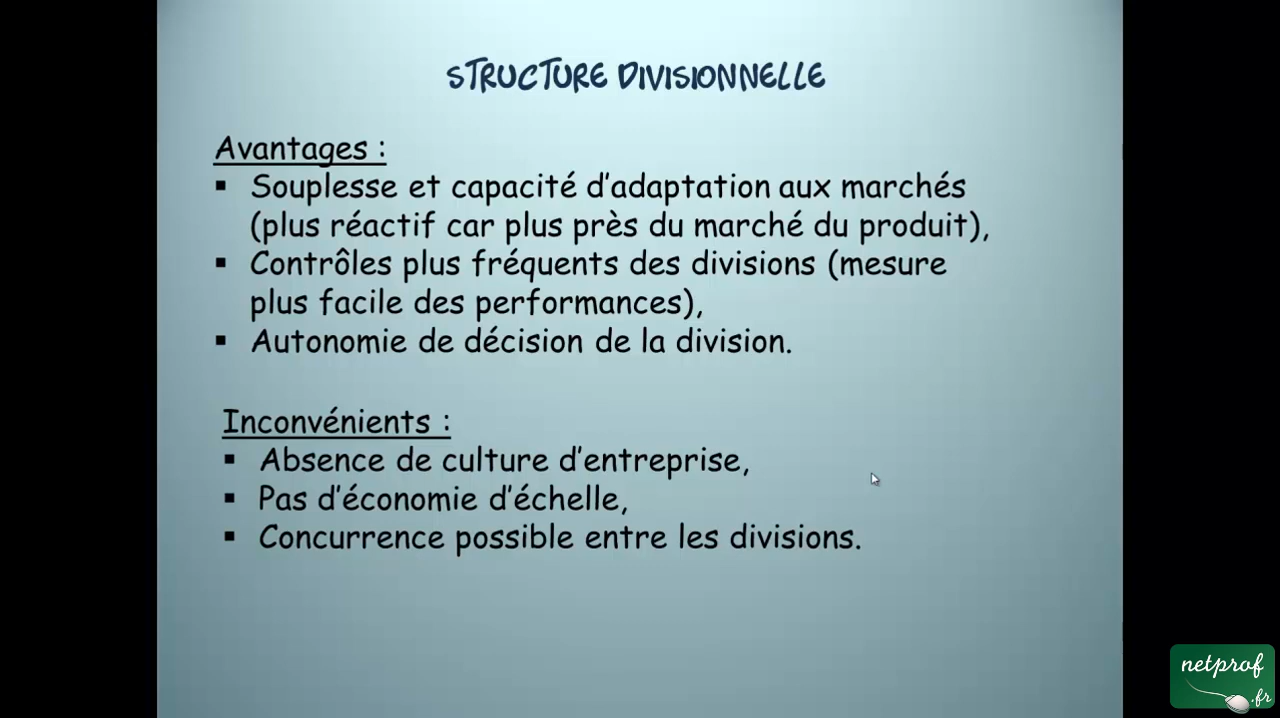 STRUCTURE DIVISIONNELLE
Avantages :
▪ Souplesse et capacité d'adaptation aux marchés
(plus réactif car plus près du marché du produit),
▪ Contrôles plus fréquents des divisions (mesure
plus facile des performances),
▪ Autonomie de décision de la division.
Inconvénients :
▪ Absence de culture d'entreprise,
▪ Pas d'économie d'échelle,
▪ Concurrence possible entre les divisions.
netprof
.fr